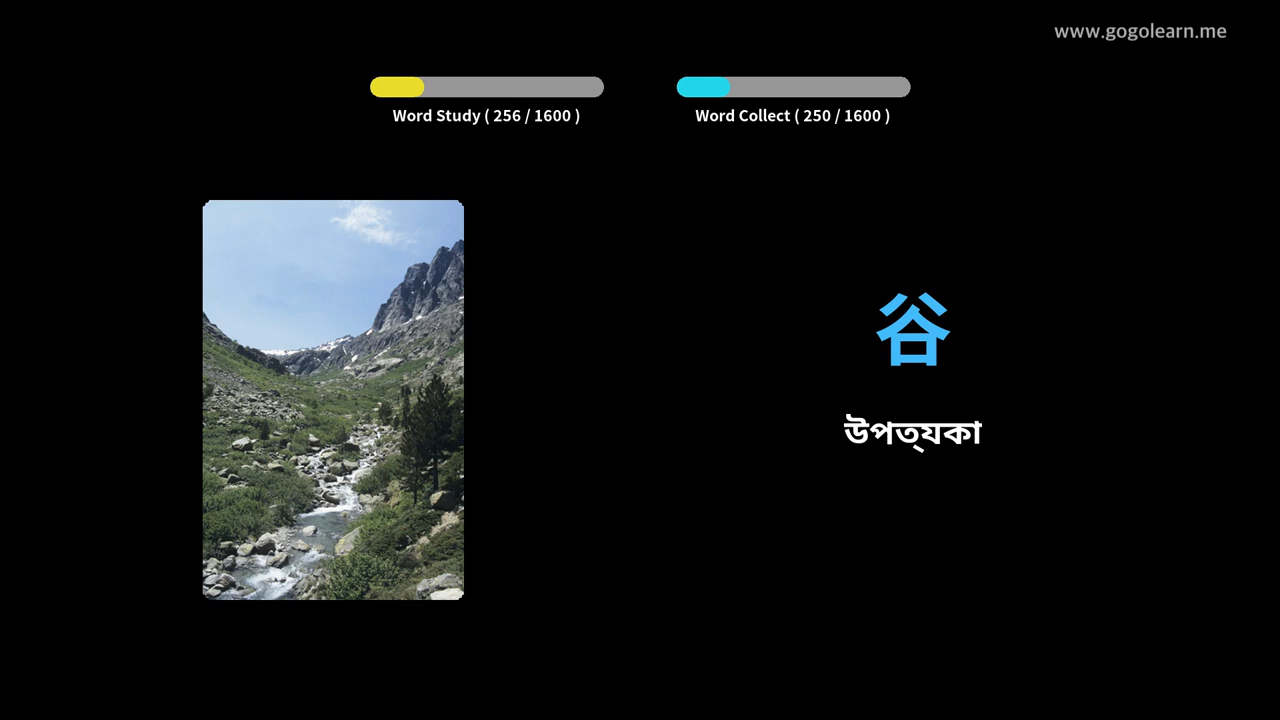 www.gogolearn.me
Word Study ( 256 / 1600 )
Word Collect ( 250 / 1600 )
谷
উপত্যকা